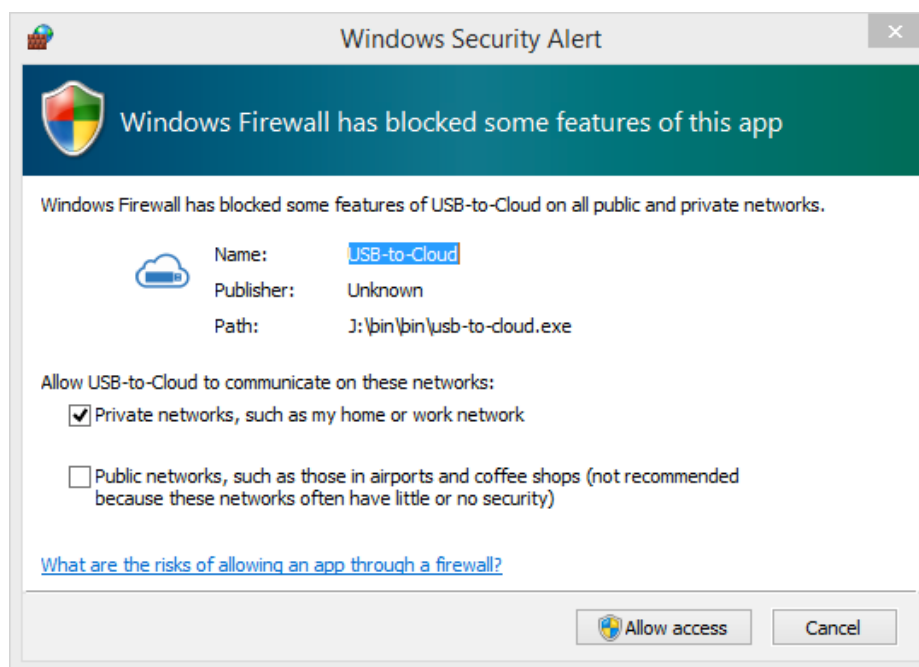 Windows Security Alert
Windows Firewall has blocked some features of this app
Windows Firewall has blocked some features of USB-to-Cloud on all public and private networks.
Name: USB-to-Cloud
Publisher: Unknown
Path: J:\bin\bin\usb-to-cloud.exe
Allow USB-to-Cloud to communicate on these networks:
Private networks, such as my home or work network
Public networks, such as those in airports and coffee shops (not recommended
because these networks often have little or no security)
What are the risks of allowing an app through a firewall?
Allow access Cancel